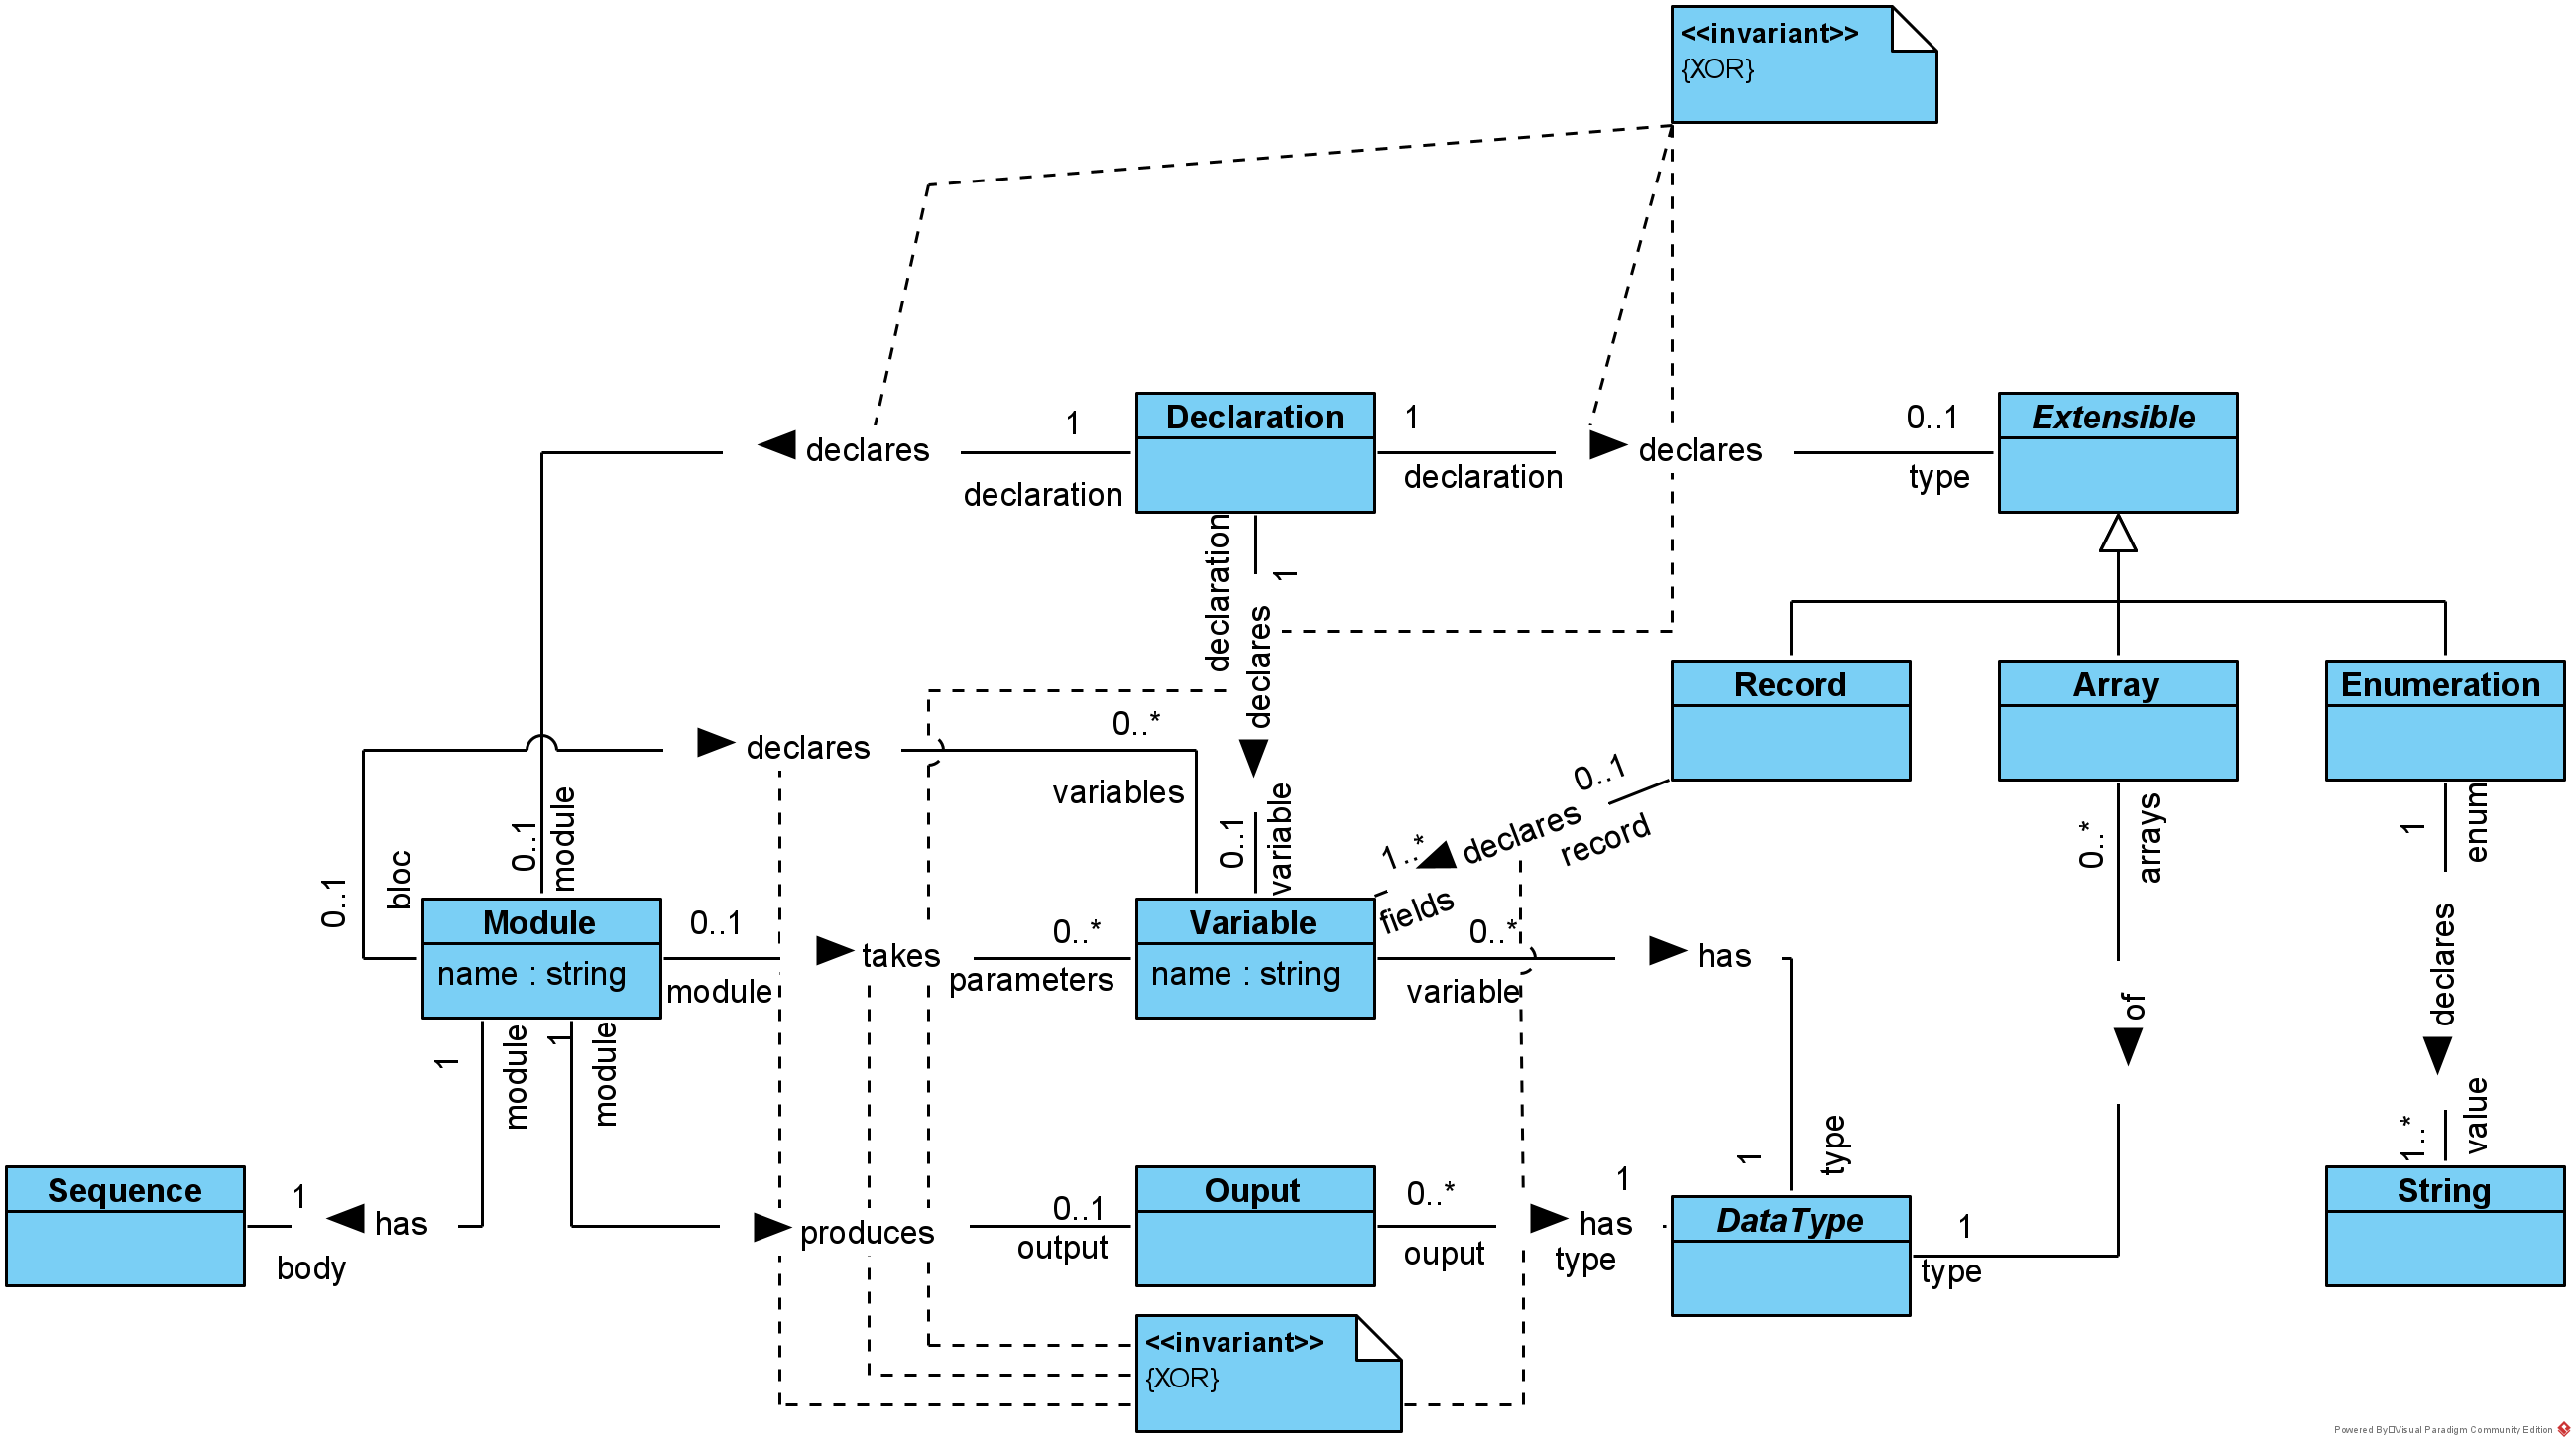 <<invariant>>
{XOR}
declares
1
declaration
Declaration
1
declaration
declares
0..1
type
Extensible
declaration
1
declares
0..1
variable
declares
0..*
variables
0..1
bloc
0..1
module
Record
Array
Enumeration
0..1
record
declares
1..*
fields
0..*
arrays
1
enum
Module
name : string
0..1
module
takes
0..*
parameters
Variable
name : string
0..*
variable
has
1
type
of
declares
1..*
value
1
module
1
module
Sequence
1
body
has
produces
0..1
output
Ouput
0..*
ouput
1
has
type
DataType
1
type
String
<<invariant>>
{XOR}
Powered By Visual Paradigm Community Edition